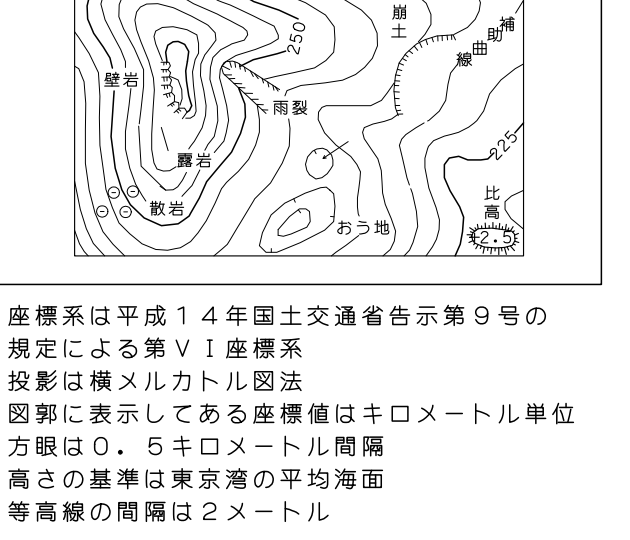 崩土
補助曲線
250
壁岩
雨裂
225
露岩
比高
散岩
おう地
+2.5
座標系は平成１４年国土交通省告示第９号の
規定による第ＶＩ座標系
投影は横メルカトル図法
図郭に表示してある座標値はキロメートル単位
方眼は０．５キロメートル間隔
高さの基準は東京湾の平均海面
等高線の間隔は２メートル